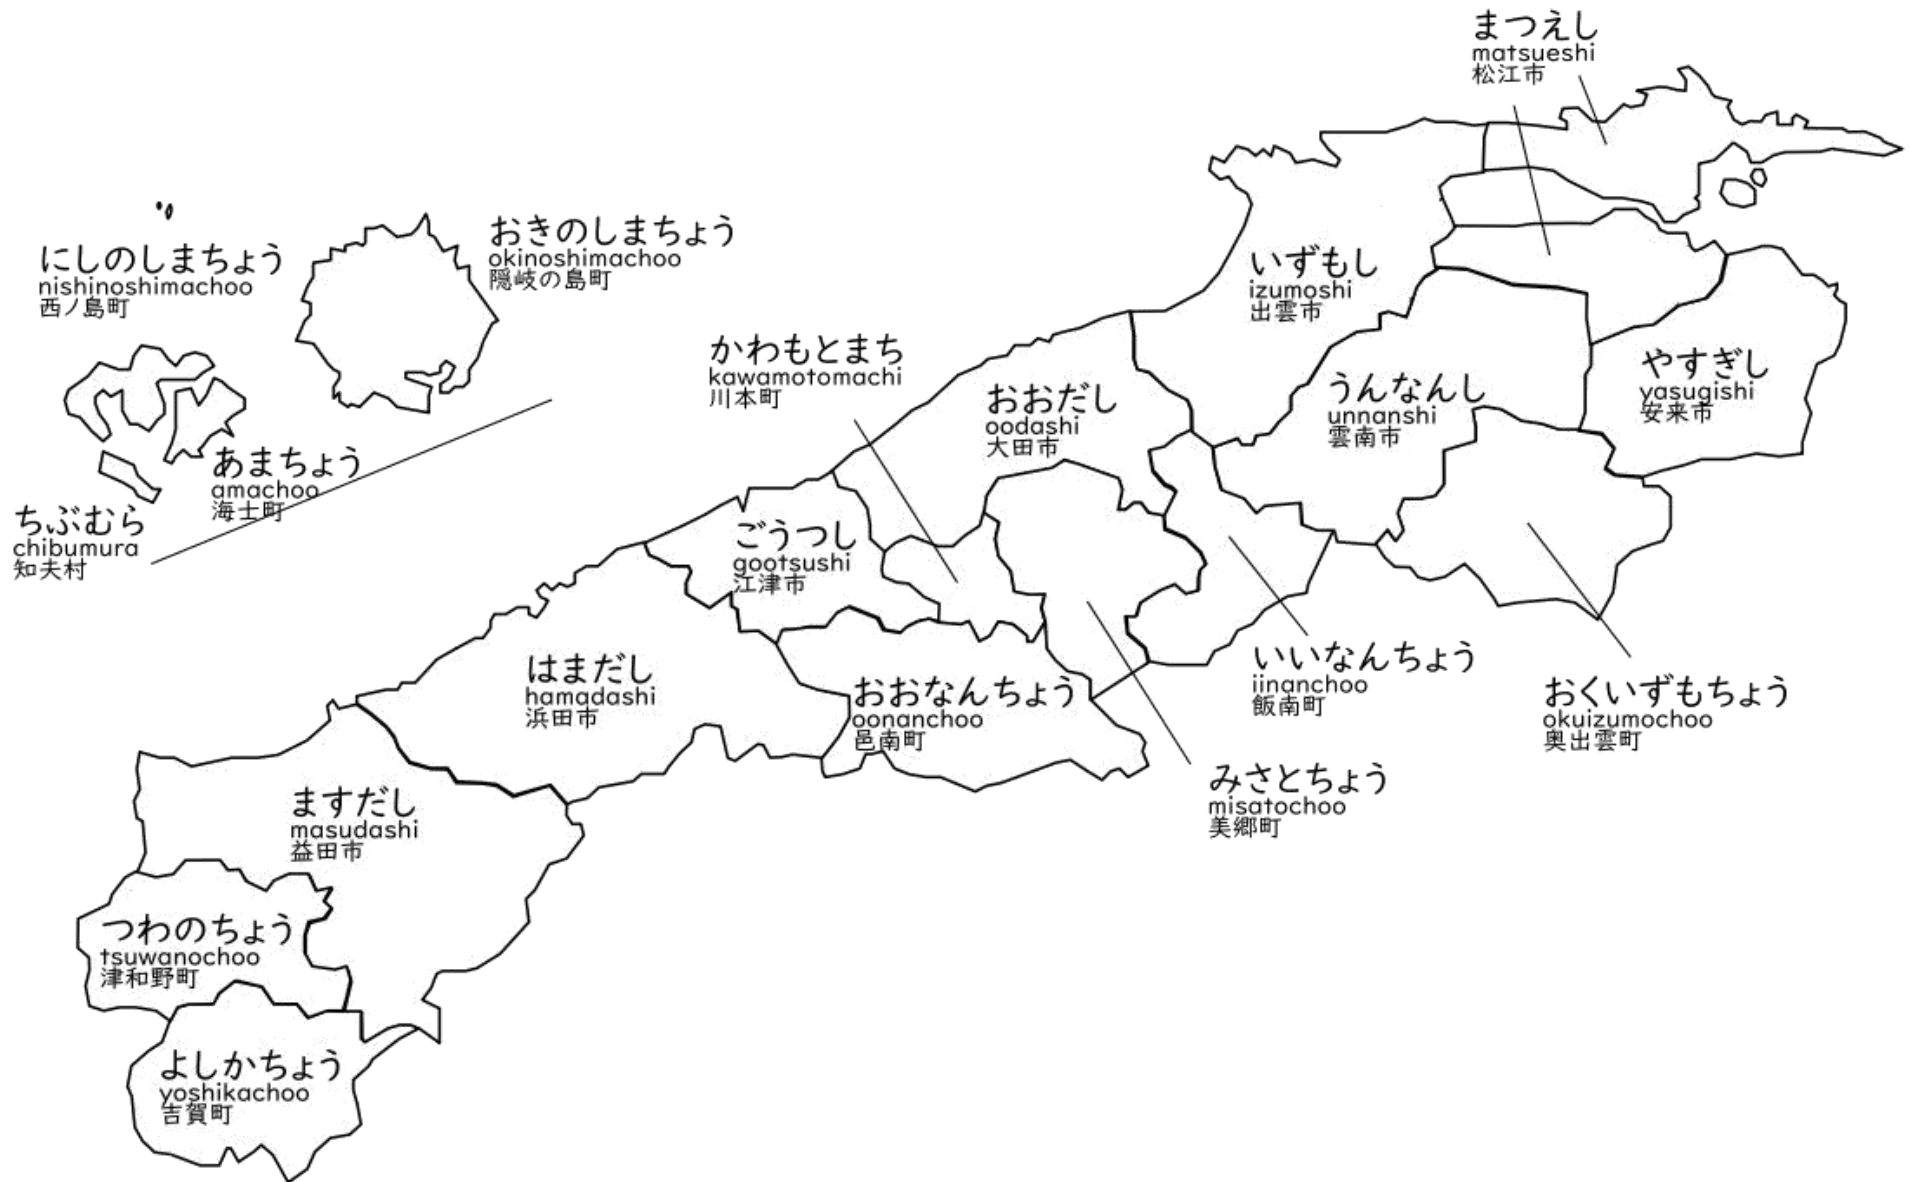 まつえし
matsueshi
松江市
おきのしまちょう
okinoshimachoo
隠岐の島町
にしのしまちょう
nishinoshimachoo
西ノ島町
いずもし
izumoshi
出雲市
かわもとまち
kawamotomachi
川本町
やすぎし
yasugishi
安来市
うんなんし
unnanshi
雲南市
おおだし
oodashi
大田市
あまちょう
amachoo
海士町
ちぶむら
chibumura
知夫村
ごうつし
gootsushi
江津市
はまだし
hamadashi
浜田市
おおなんちょう
oonanchoo
邑南町
いいなんちょう
iinanchoo
飯南町
おくいずもちょう
okuizumochoo
奥出雲町
みさとちょう
misatochoo
美郷町
ますだし
masudashi
益田市
つわのちょう
tsuwanochoo
津和野町
よしかちょう
yoshikachoo
吉賀町